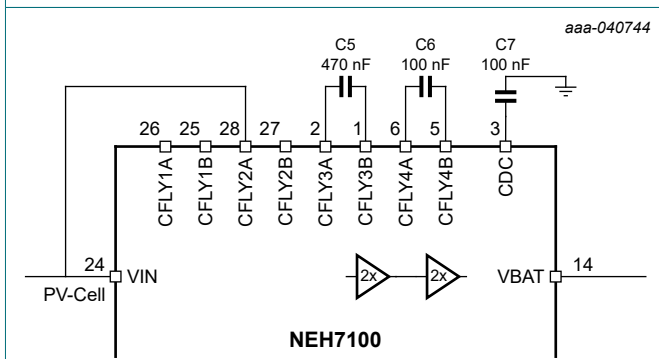 aaa-040744
C5 C6 C7
470 nF 100 nF 100 nF
26 25 28 27 2 1 6 5 3
CFLY1A CFLY1B CFLY2A CFLY2B CFLY3A CFLY3B CFLY4A CFLY4B CDC
24 VIN 2x 2x VBAT 14
PV-Cell
NEH7100